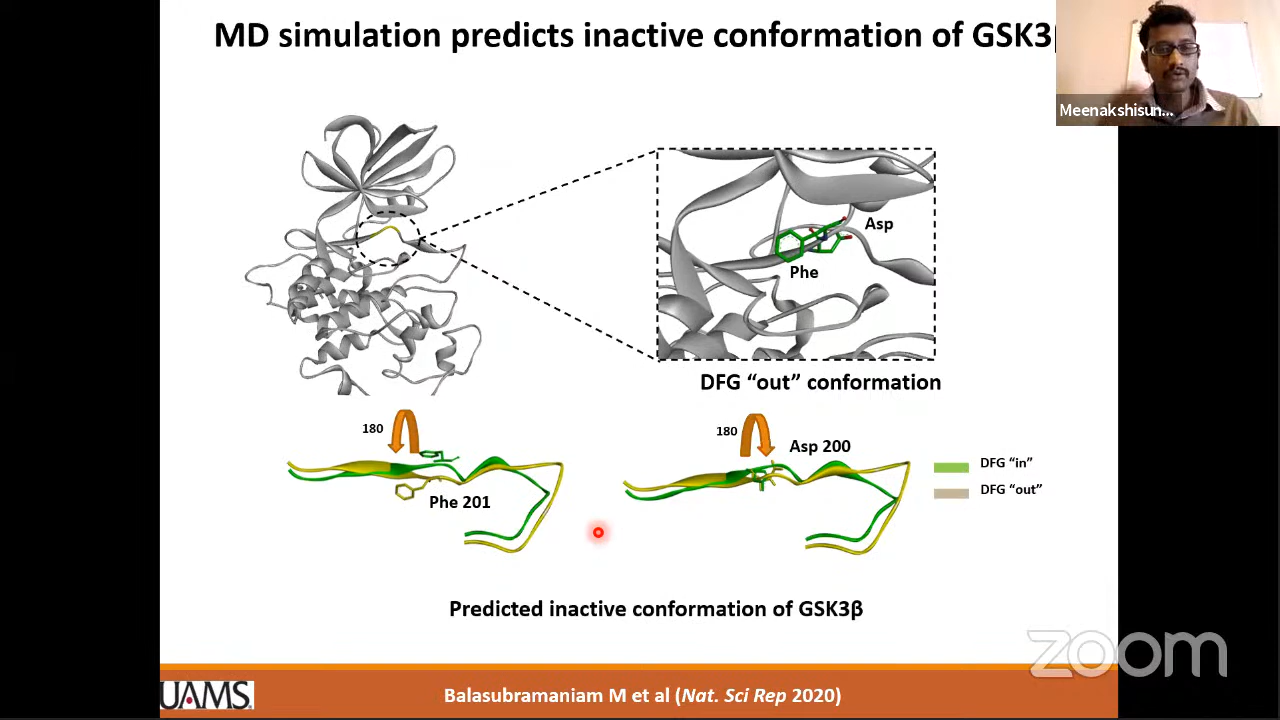 MD simulation predicts inactive conformation of GSK3β
Meenakshisun...
Asp
Phe
DFG “out” conformation
180
Phe 201
180
Asp 200
DFG “in”
DFG “out”
Predicted inactive conformation of GSK3β
zoom
UAMS
Balasubramaniam M et al (Nat. Sci Rep 2020)